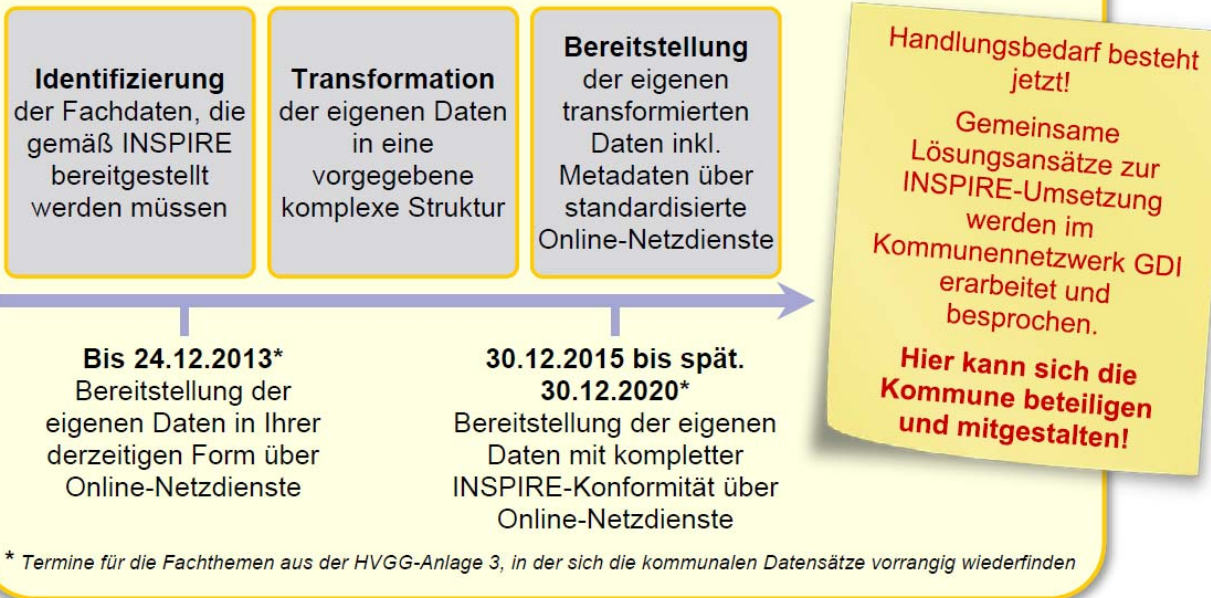 Identifizierung
der Fachdaten, die
gemäß INSPIRE
bereitgestellt
werden müssen
Transformation
der eigenen Daten
in eine
vorgegebene
komplexe Struktur
Bereitstellung
der eigenen
transformierten
Daten inkl.
Metadaten über
standardisierte
Online-Netzdienste
Handlungsbedarf besteht
jetzt!
Gemeinsame
Lösungsansätze zur
INSPIRE-Umsetzung
werden im
Kommunennetzwerk GDI
erarbeitet und
besprochen.
Hier kann sich die
Kommune beteiligen
und mitgestalten!
Bis 24.12.2013*
Bereitstellung der
eigenen Daten in Ihrer
derzeitigen Form über
Online-Netzdienste
30.12.2015 bis spät.
30.12.2020*
Bereitstellung der eigenen
Daten mit kompletter
INSPIRE-Konformität über
Online-Netzdienste
* Termine für die Fachthemen aus der HVGG-Anlage 3, in der sich die kommunalen Datensätze vorrangig wiederfinden